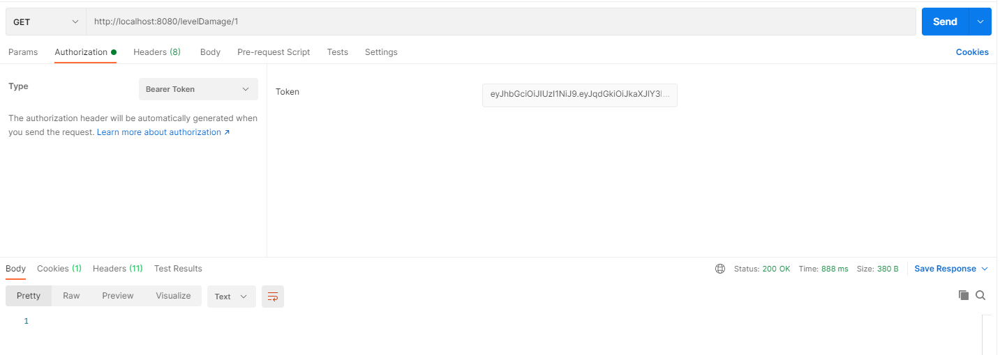 GET http://localhost:8080/levelDamage/1 Send
Params Authorization Headers (8) Body Pre-request Script Tests Settings Cookies
Type Bearer Token
The authorization header will be automatically generated when
you send the request. Learn more about authorization ↗
Token eyJhbGciOiJIUzI1NiJ9.eyJqdGkiOiJkaXJlY3l...
Body Cookies (1) Headers (11) Test Results Status: 200 OK Time: 888 ms Size: 380 B Save Response
Pretty Raw Preview Visualize Text
1